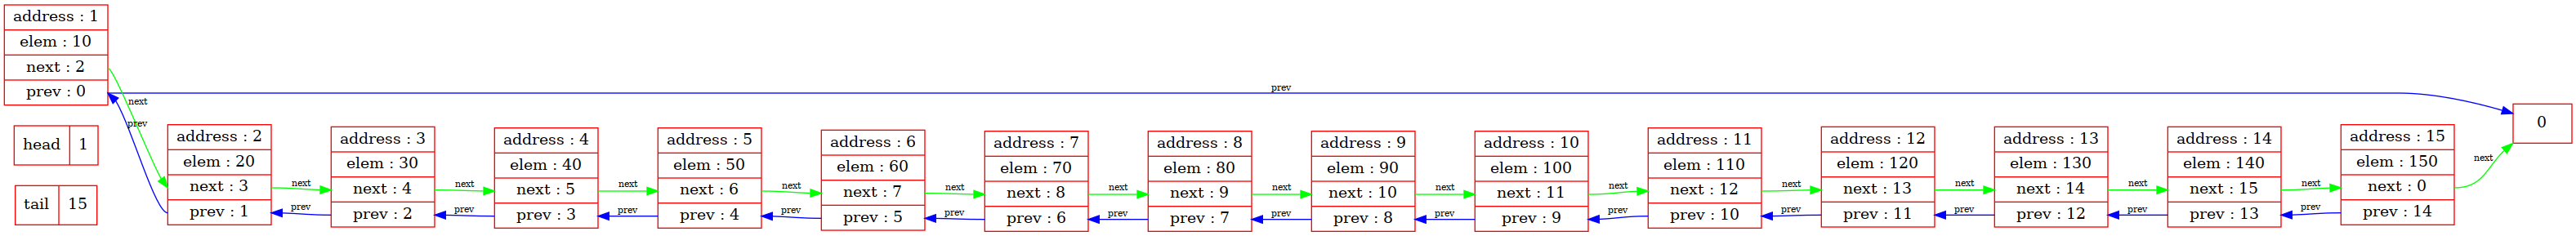 address : 1
elem : 10
next : 2
prev : 0
head 1
tail 15
next
prev
prev
address : 2
elem : 20
next : 3
prev : 1
next
prev
address : 3
elem : 30
next : 4
prev : 2
next
prev
address : 4
elem : 40
next : 5
prev : 3
next
prev
address : 5
elem : 50
next : 6
prev : 4
next
prev
address : 6
elem : 60
next : 7
prev : 5
next
prev
address : 7
elem : 70
next : 8
prev : 6
next
prev
address : 8
elem : 80
next : 9
prev : 7
next
prev
address : 9
elem : 90
next : 10
prev : 8
next
prev
address : 10
elem : 100
next : 11
prev : 9
next
prev
address : 11
elem : 110
next : 12
prev : 10
next
prev
address : 12
elem : 120
next : 13
prev : 11
next
prev
address : 13
elem : 130
next : 14
prev : 12
next
prev
address : 14
elem : 140
next : 15
prev : 13
next
prev
address : 15
elem : 150
next : 0
prev : 14
next
0